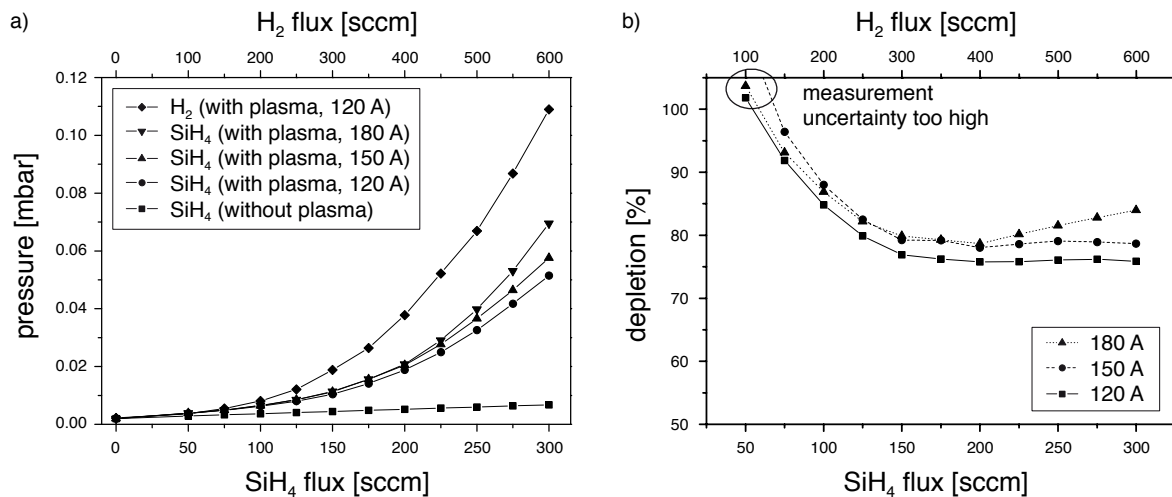 a)
H₂ flux [sccm]
0 100 200 300 400 500 600
0.12
0.10
0.08
0.06
0.04
0.02
0.00
pressure [mbar]
H₂ (with plasma, 120 A)
SiH₄ (with plasma, 180 A)
SiH₄ (with plasma, 150 A)
SiH₄ (with plasma, 120 A)
SiH₄ (without plasma)
0 50 100 150 200 250 300
SiH₄ flux [sccm]
b)
H₂ flux [sccm]
100 200 300 400 500 600
100
90
80
70
60
50
depletion [%]
measurement
uncertainty too high
180 A
150 A
120 A
50 100 150 200 250 300
SiH₄ flux [sccm]